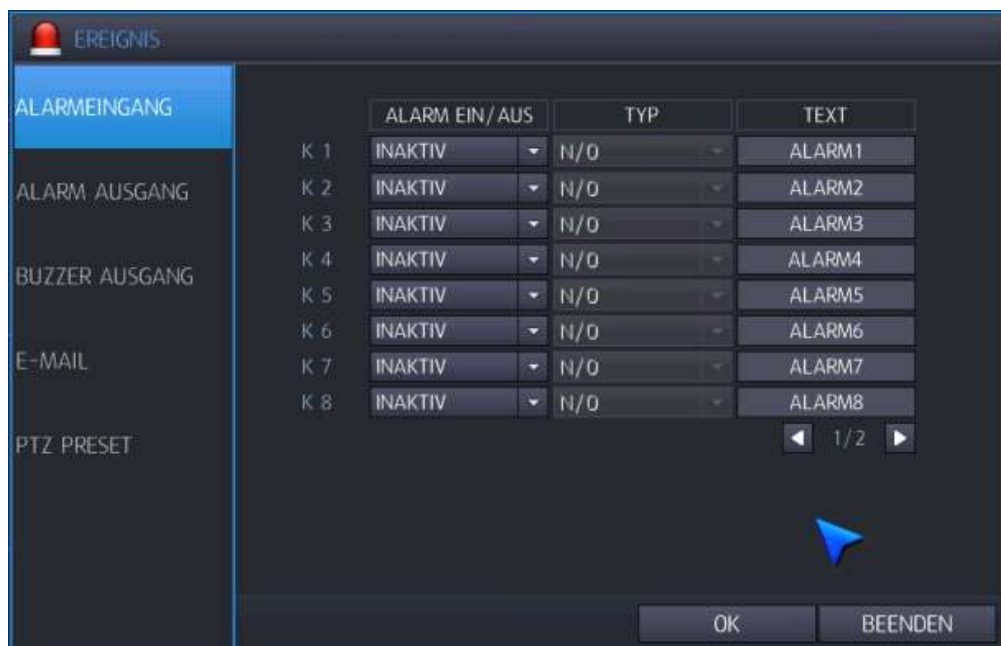 EREIGNIS
ALARMEINGANG
ALARM AUSGANG
BUZZER AUSGANG
E-MAIL
PTZ PRESET
ALARM EIN/AUS TYP TEXT
K 1 INAKTIV N/O ALARM1
K 2 INAKTIV N/O ALARM2
K 3 INAKTIV N/O ALARM3
K 4 INAKTIV N/O ALARM4
K 5 INAKTIV N/O ALARM5
K 6 INAKTIV N/O ALARM6
K 7 INAKTIV N/O ALARM7
K 8 INAKTIV N/O ALARM8
1/2
OK BEENDEN